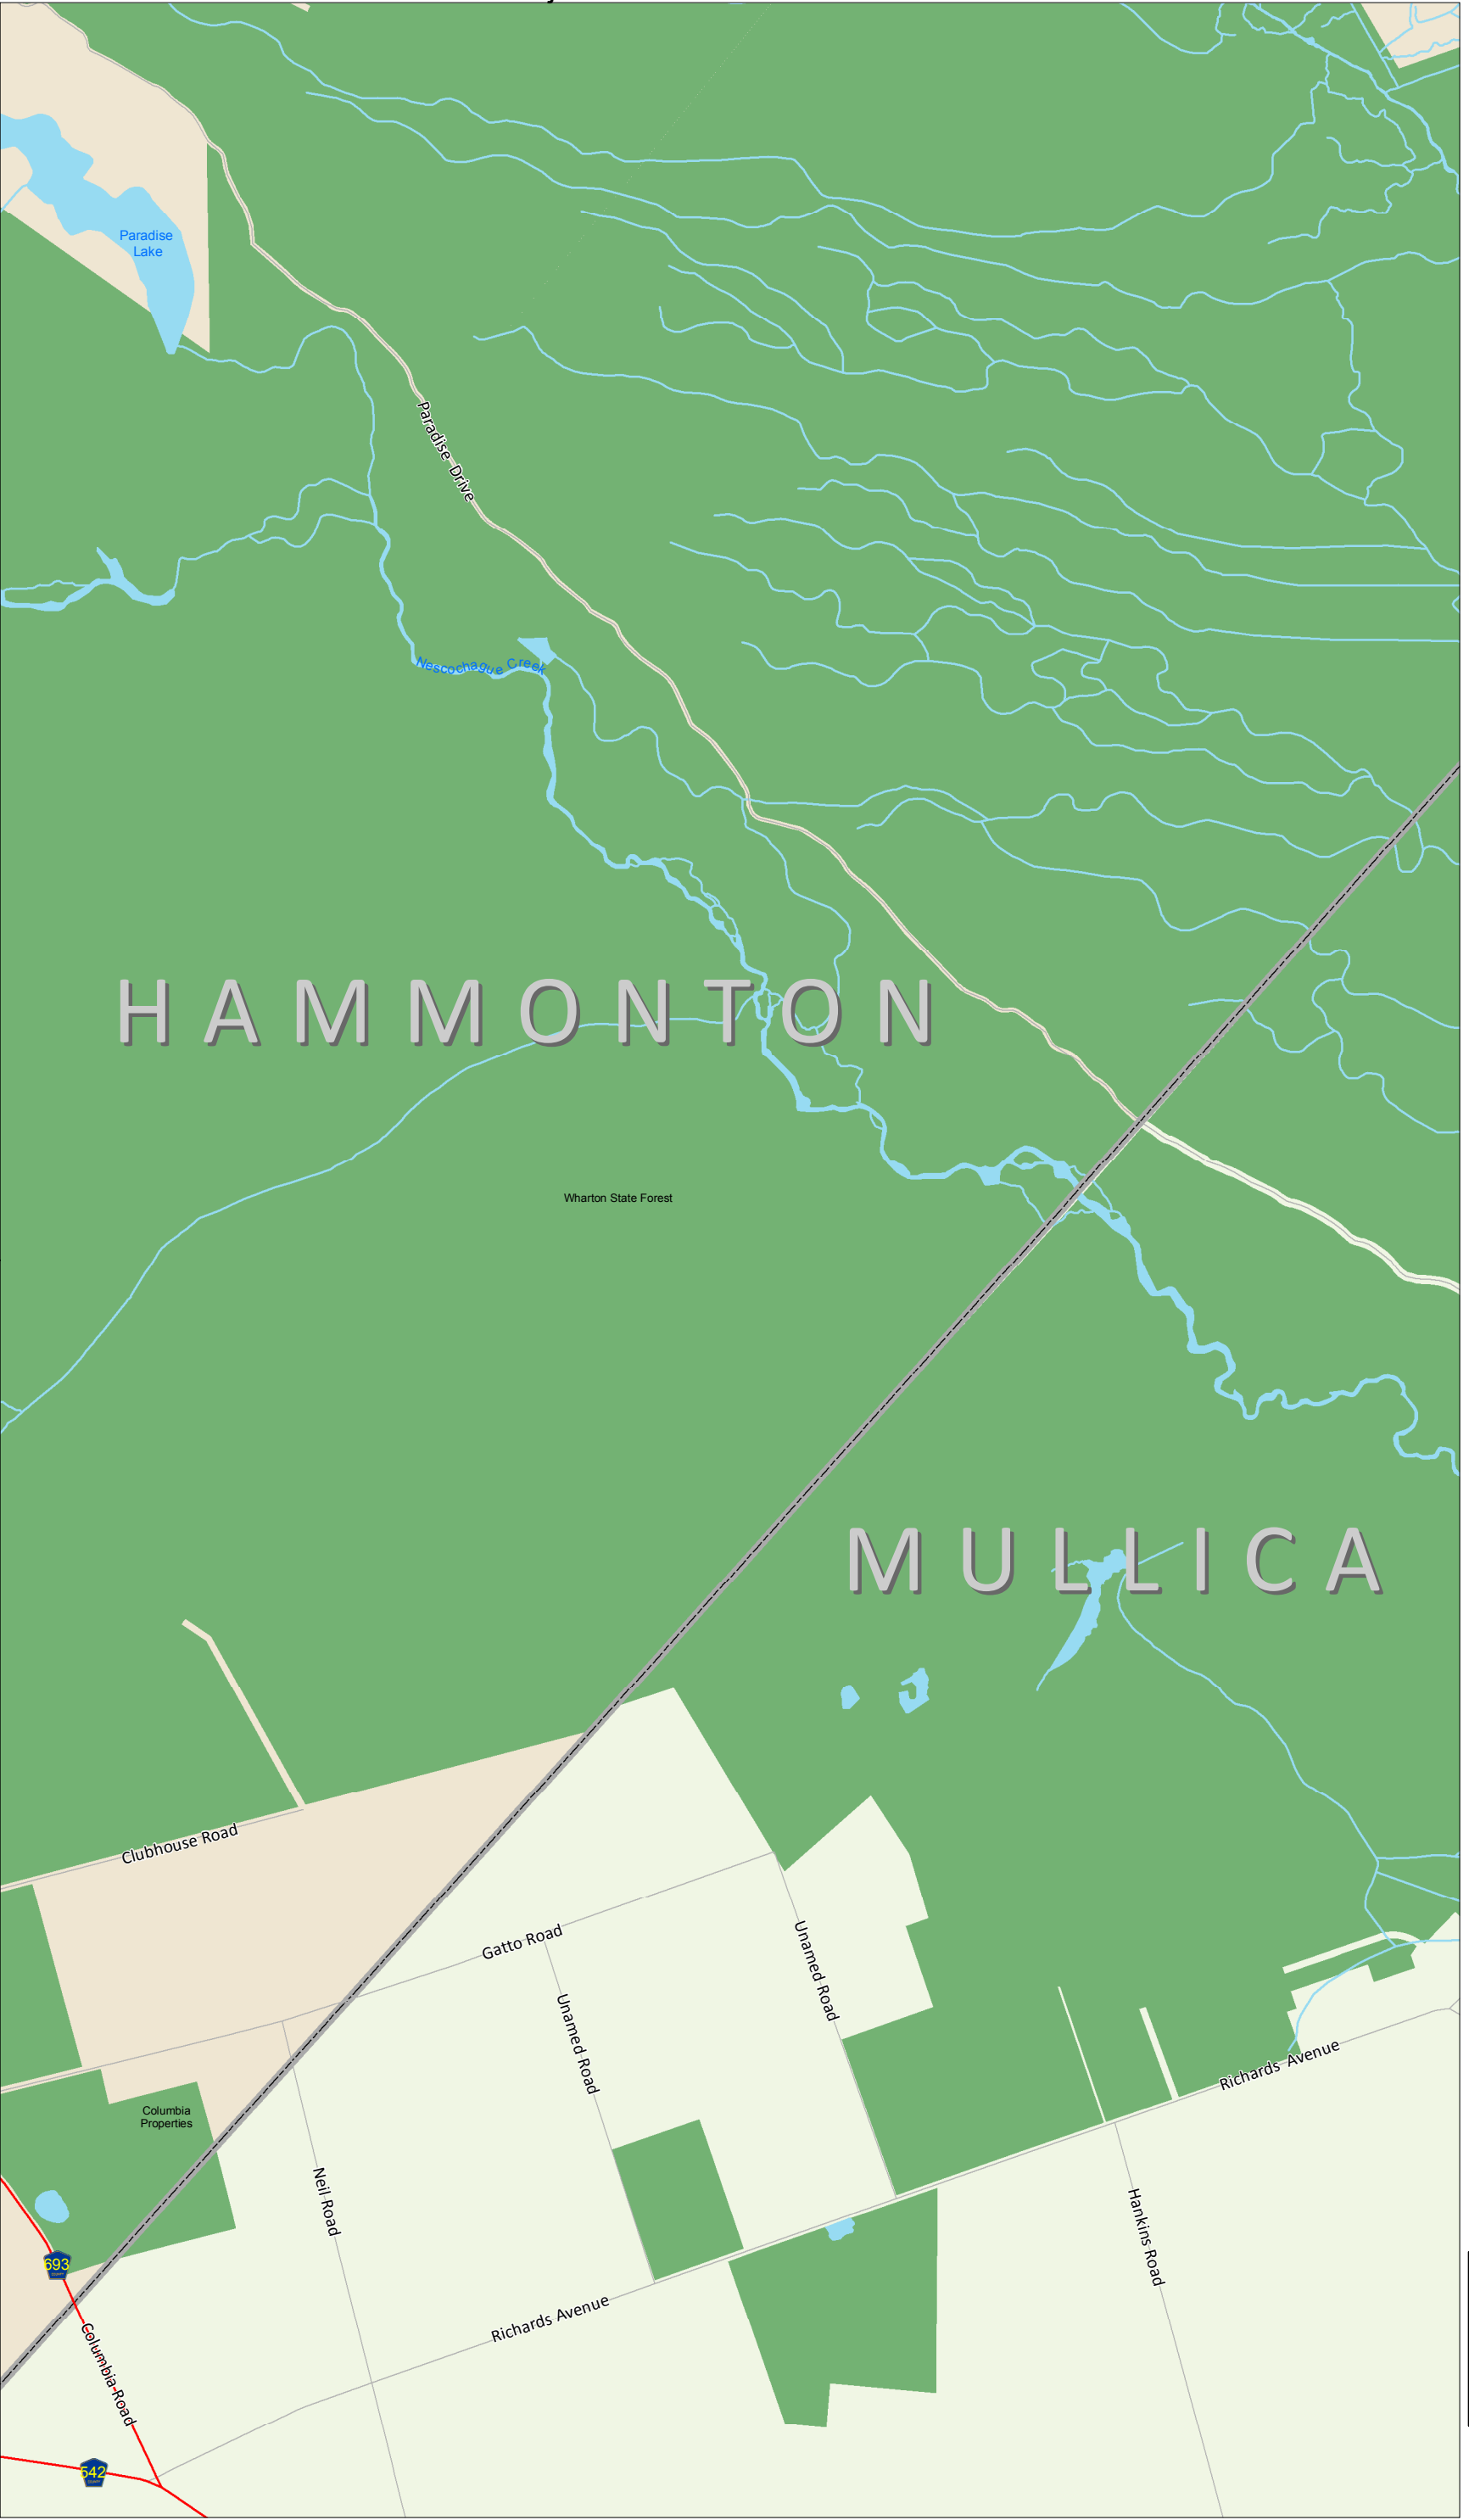 Paradise
Lake
Paradise Drive
Nescochague Creek
HAMMONTON
Wharton State Forest
MULLICA
Clubhouse Road
Gatto Road
Unamed Road
Unamed Road
Richards Avenue
Columbia
Properties
Neil Road
Hankins Road
693
Richards Avenue
Columbia Road
542